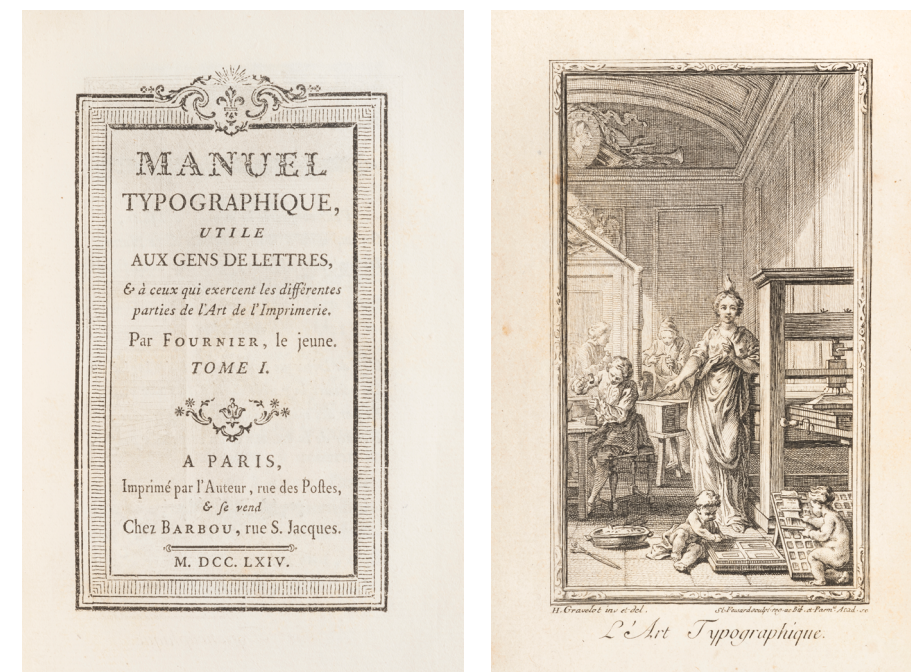 MANUEL
TYPOGRAPHIQUE,
UTILE
AUX GENS DE LETTRES,
& à ceux qui exercent les différentes
parties de l'Art de l'Imprimerie.
Par FOURNIER, le jeune.
TOME I.
A PARIS,
Imprimé par l'Auteur, rue des Poſtes,
& ſe vend
Chez BARBOU, rue S. Jacques.
M. DCC. LXIV.
H. Gravelot inv et del.
L'Art Typographique.